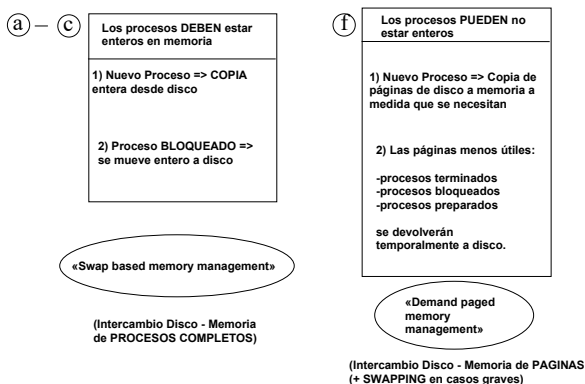 a – c
Los procesos DEBEN estar
enteros en memoria
1) Nuevo Proceso => COPIA
entera desde disco
2) Proceso BLOQUEADO =>
se mueve entero a disco
«Swap based memory management»
(Intercambio Disco - Memoria
de PROCESOS COMPLETOS)
f
Los procesos PUEDEN no
estar enteros
1) Nuevo Proceso => Copia de
páginas de disco a memoria a
medida que se necesitan
2) Las páginas menos útiles:
-procesos terminados
-procesos bloqueados
-procesos preparados
se devolverán
temporalmente a disco.
«Demand paged
memory
management»
(Intercambio Disco - Memoria de PAGINAS
(+ SWAPPING en casos graves)